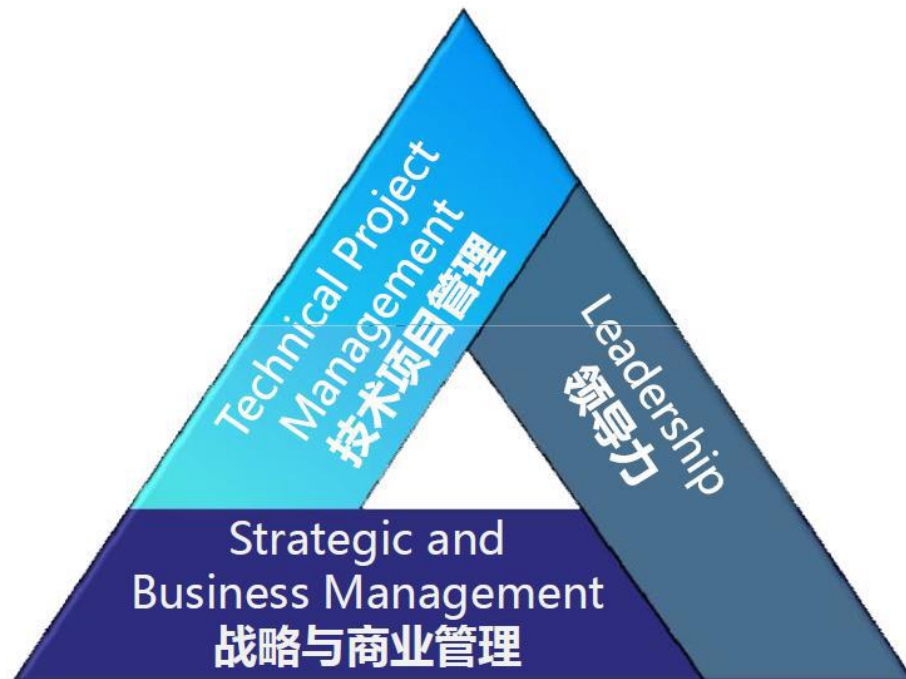 Technical Project
Management
技术项目管理
Leadership
领导力
Strategic and
Business Management
战略与商业管理